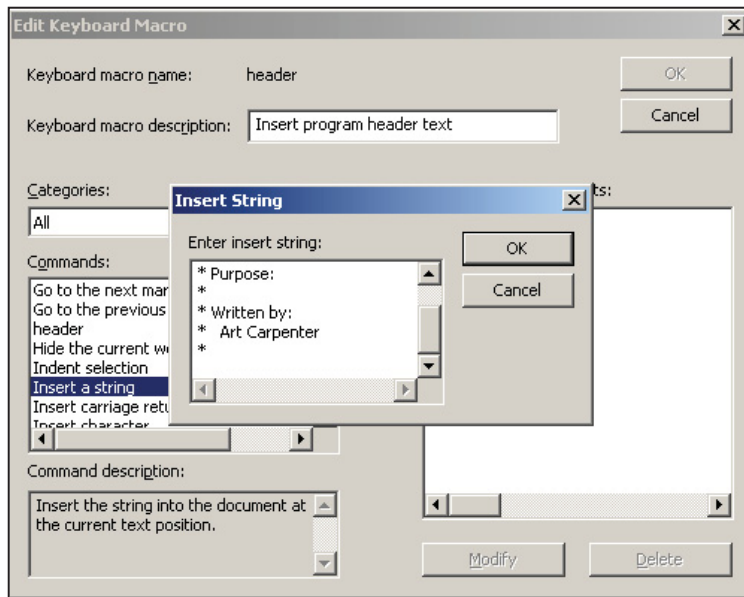 Edit Keyboard Macro
Keyboard macro name: header
OK
Keyboard macro description: Insert program header text
Cancel
Categories:
All
Commands:
Go to the next mar
Go to the previous
header
Hide the current w
Indent selection
Insert a string
Insert carriage retu
Insert character
Command description:
Insert the string into the document at
the current text position.
Insert String
Enter insert string:
* Purpose:
*
* Written by:
* Art Carpenter
*
OK
Cancel
ts:
Modify
Delete